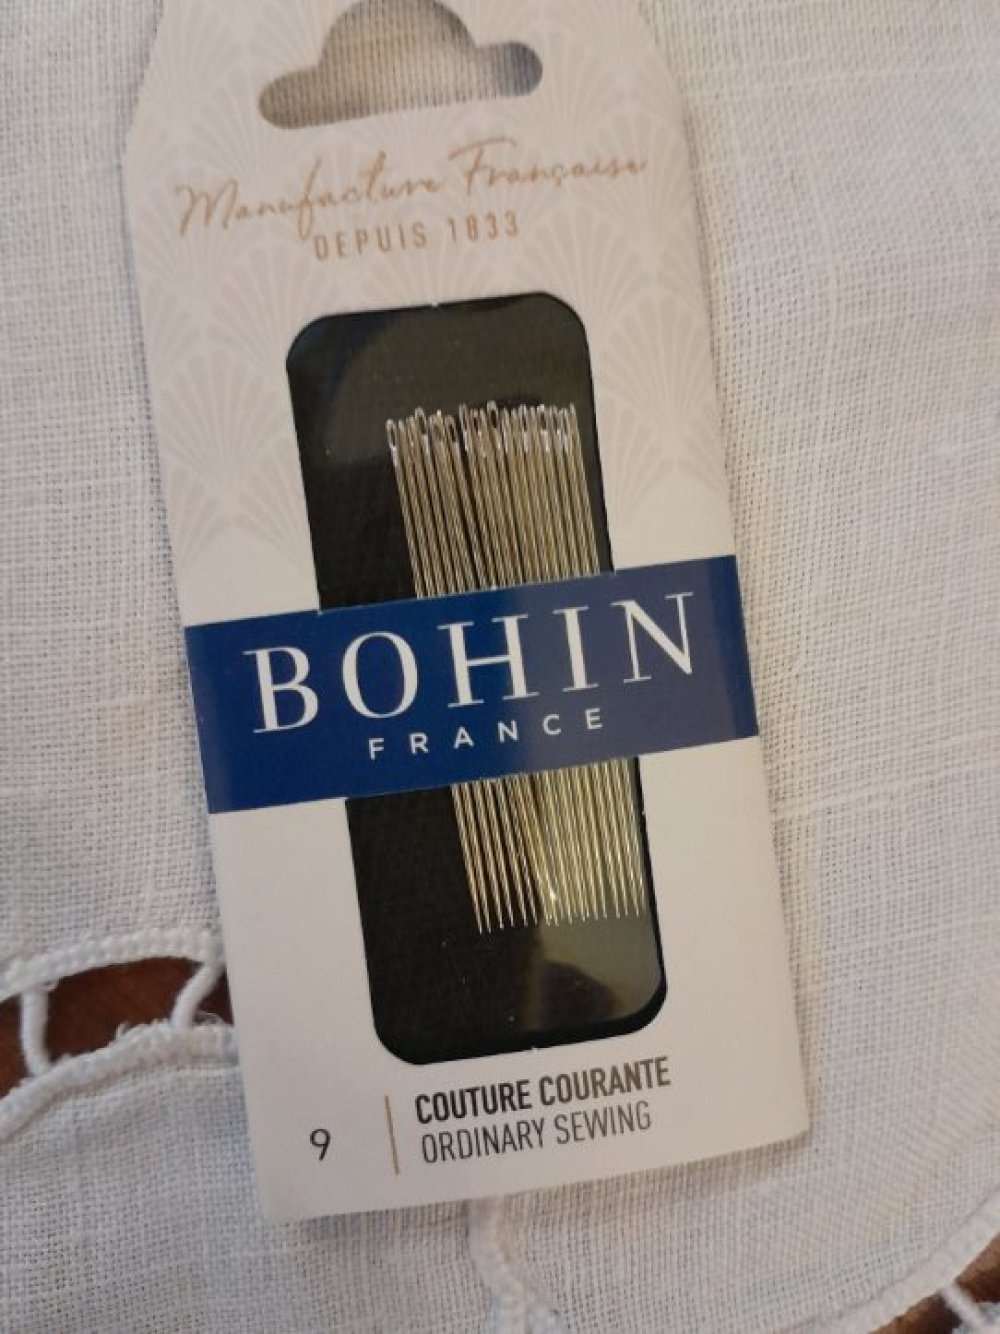 Manufacture Française
DEPUIS 1833
BOHIN
FRANCE
9
COUTURE COURANTE
ORDINARY SEWING